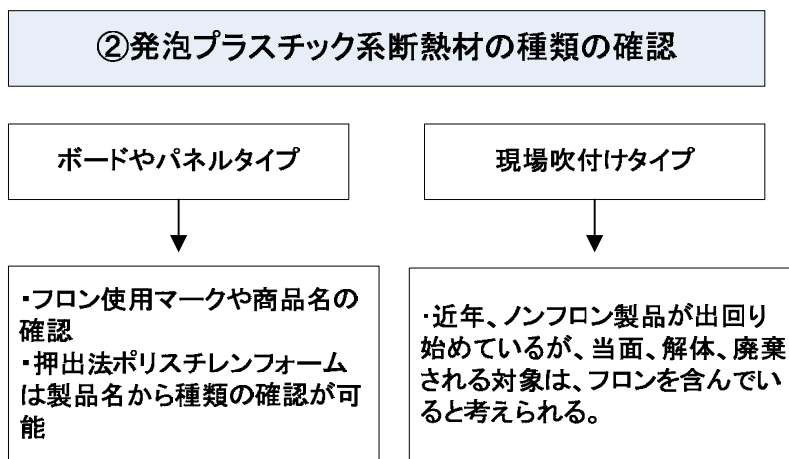 ②発泡プラスチック系断熱材の種類の確認
ボードやパネルタイプ
現場吹付けタイプ
・フロン使用マークや商品名の
確認
・押出法ポリスチレンフォーム
は製品名から種類の確認が可
能
・近年、ノンフロン製品が出回り
始めているが、当面、解体、廃棄
される対象は、フロンを含んでい
ると考えられる。